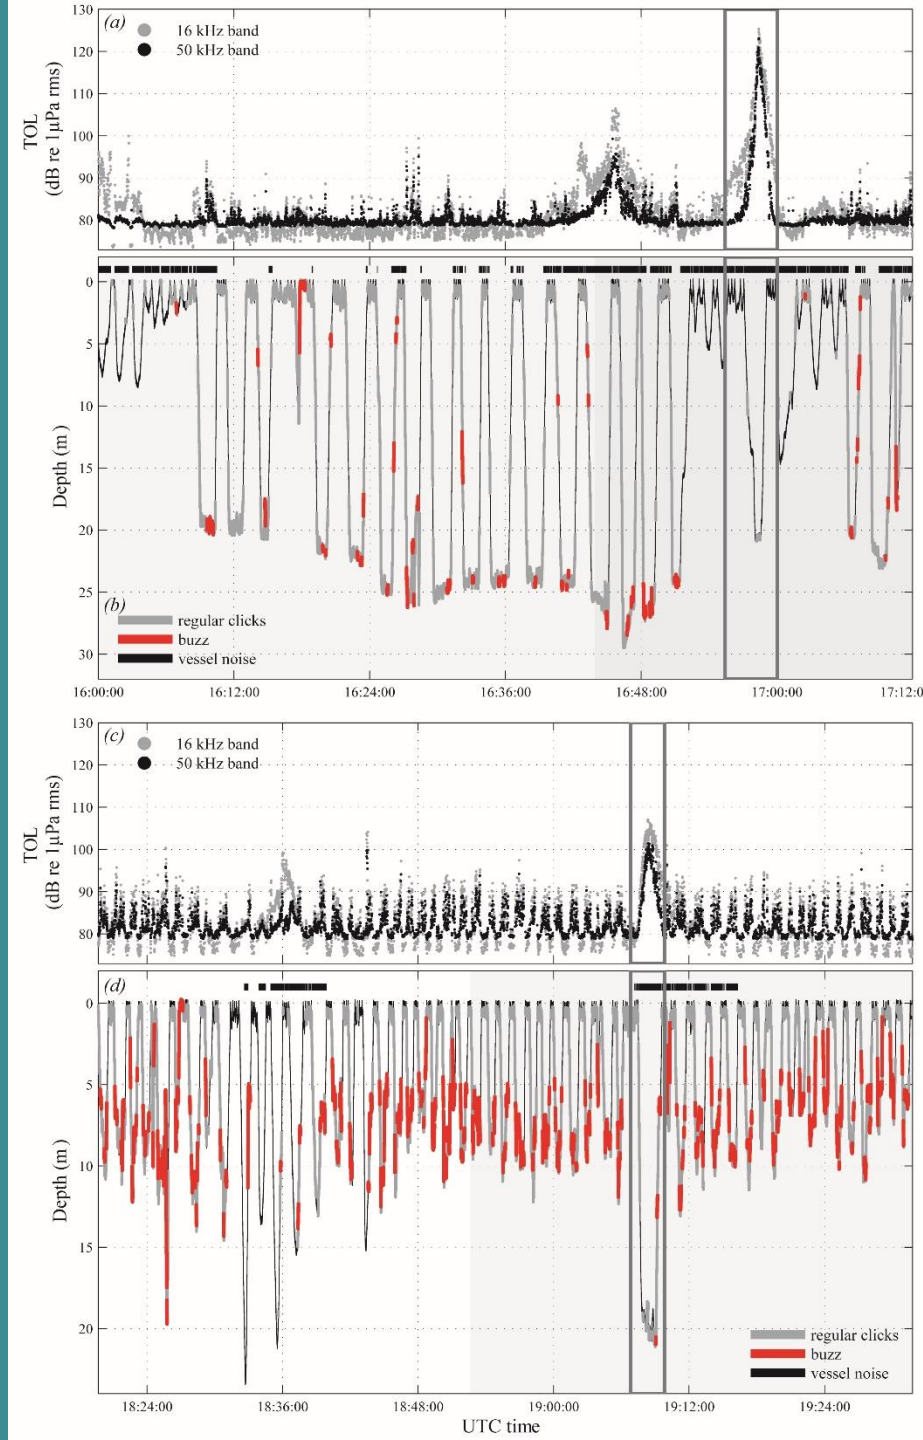 130
(a)
16 kHz band
50 kHz band
120
110
100
90
80
TOL
(dB re 1µPa rms)
0
5
10
15
20
25
30
Depth (m)
(b)
regular clicks
buzz
vessel noise
16:00:00 16:12:00 16:24:00 16:36:00 16:48:00 17:00:00 17:12:0
130
(c)
16 kHz band
50 kHz band
120
110
100
90
80
TOL
(dB re 1µPa rms)
(d)
0
5
10
15
20
Depth (m)
regular clicks
buzz
vessel noise
18:24:00 18:36:00 18:48:00 19:00:00 19:12:00 19:24:00
UTC time